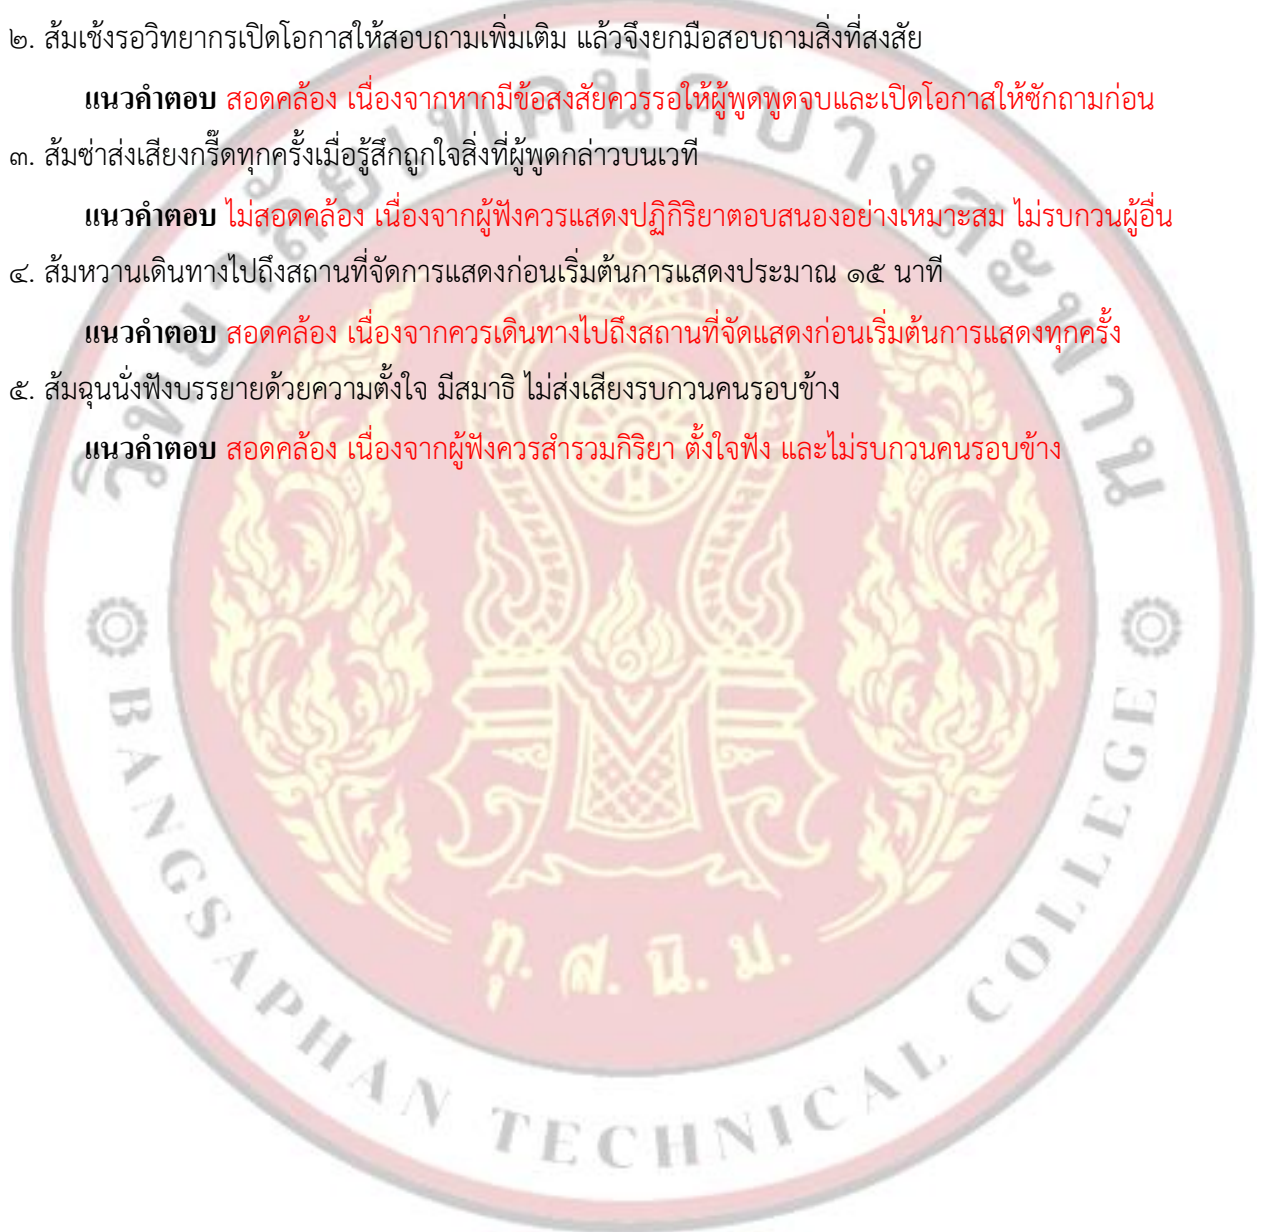 ๒. ส้มเช้งรอวิทยากรเปิดโอกาสให้สอบถามเพิ่มเติม แล้วจึงยกมือสอบถามสิ่งที่สงสัย
แนวคำตอบ สอดคล้อง เนื่องจากหากมีข้อสงสัยควรรอให้ผู้พูดพูดจบและเปิดโอกาสให้ซักถามก่อน
๓. ส้มซ่าส่งเสียงกรี๊ดทุกครั้งเมื่อรู้สึกถูกใจสิ่งที่ผู้พูดกล่าวบนเวที
แนวคำตอบ ไม่สอดคล้อง เนื่องจากผู้ฟังควรแสดงปฏิกิริยาตอบสนองอย่างเหมาะสม ไม่รบกวนผู้อื่น
๔. ส้มหวานเดินทางไปถึงสถานที่จัดการแสดงก่อนเริ่มต้นการแสดงประมาณ ๑๕ นาที
แนวคำตอบ สอดคล้อง เนื่องจากควรเดินทางไปถึงสถานที่จัดแสดงก่อนเริ่มต้นการแสดงทุกครั้ง
๕. ส้มฉุนนั่งฟังบรรยายด้วยความตั้งใจ มีสมาธิ ไม่ส่งเสียงรบกวนคนรอบข้าง
แนวคำตอบ สอดคล้อง เนื่องจากผู้ฟังควรสำรวมกิริยา ตั้งใจฟัง และไม่รบกวนคนรอบข้าง
วิทยาลัยเทคนิคบางสะพาน
ทุ. ส. นิ. ม.
BANGSAPHAN TECHNICAL COLLEGE